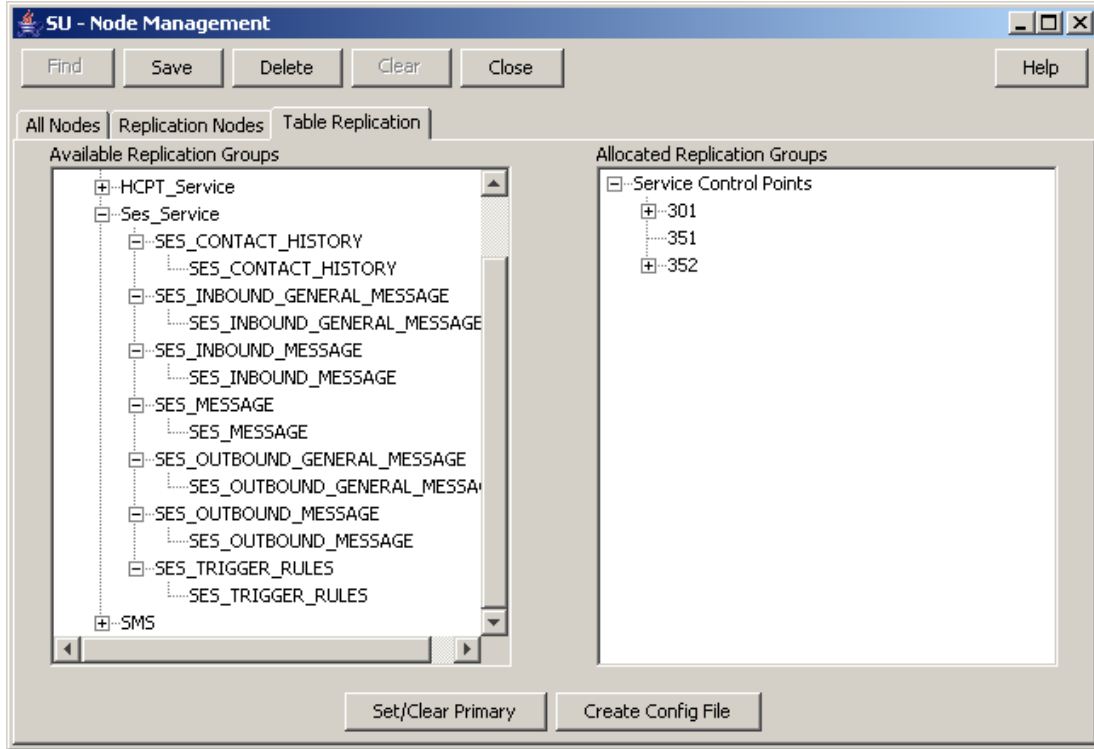 SU - Node Management
Find Save Delete Clear Close Help
All Nodes Replication Nodes Table Replication
Available Replication Groups
HCPT_Service
Ses_Service
SES_CONTACT_HISTORY
SES_CONTACT_HISTORY
SES_INBOUND_GENERAL_MESSAGE
SES_INBOUND_GENERAL_MESSAGE
SES_INBOUND_MESSAGE
SES_INBOUND_MESSAGE
SES_MESSAGE
SES_MESSAGE
SES_OUTBOUND_GENERAL_MESSAGE
SES_OUTBOUND_GENERAL_MESSA
SES_OUTBOUND_MESSAGE
SES_OUTBOUND_MESSAGE
SES_TRIGGER_RULES
SES_TRIGGER_RULES
SMS
Allocated Replication Groups
Service Control Points
301
351
352
Set/Clear Primary Create Config File